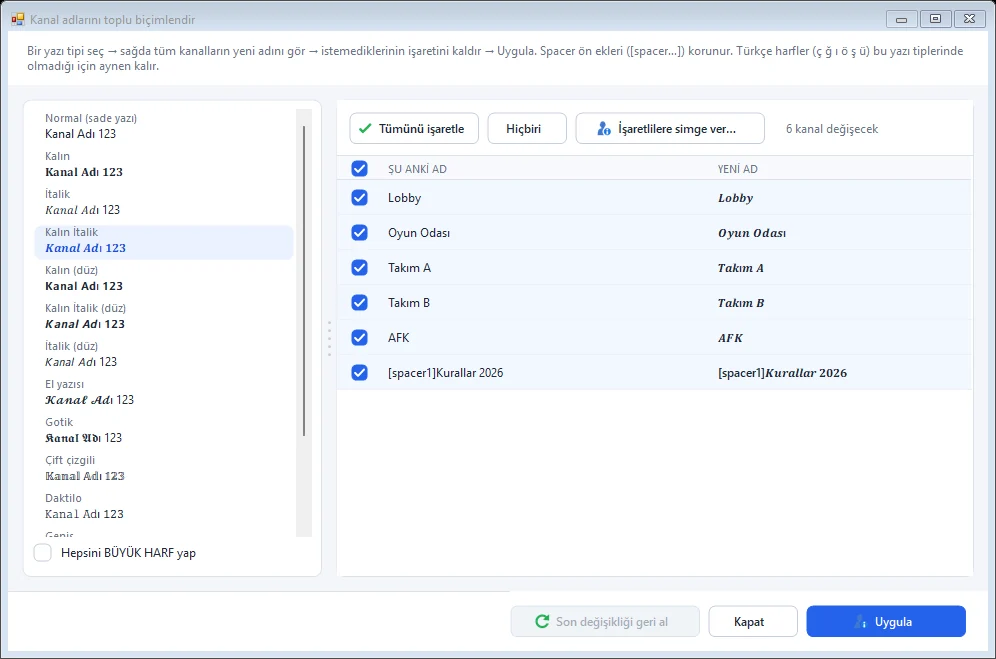 Kanal adlarını toplu biçimlendir
Bir yazı tipi seç → sağda tüm kanalların yeni adını gör → istemediklerinin işaretini kaldır → Uygula. Spacer ön ekleri ([spacer...]) korunur. Türkçe harfler (ç ğ ı ö ş ü) bu yazı tiplerinde
olmadığı için aynen kalır.
Normal (sade yazı)
Kanal Adı 123
Kalın
Kanal Adı 123
İtalik
Kanal Adı 123
Kalın İtalik
Kanal Adı 123
Kalın (düz)
Kanal Adı 123
Kalın İtalik (düz)
Kanal Adı 123
İtalik (düz)
Kanal Adı 123
El yazısı
Kanal Adı 123
Gotik
Kanal Adı 123
Çift çizgili
Kanal Adı 123
Daktilo
Kanal Adı 123
Geniş
Hepsini BÜYÜK HARF yap
Tümünü işaretle
Hiçbiri
İşaretlilere simge ver...
6 kanal değişecek
ŞU ANKİ AD YENİ AD
Lobby Lobby
Oyun Odası Oyun Odası
Takım A Takım A
Takım B Takım B
AFK AFK
[spacer1]Kurallar 2026 [spacer1]Kurallar 2026
Son değişikliği geri al
Kapat
Uygula